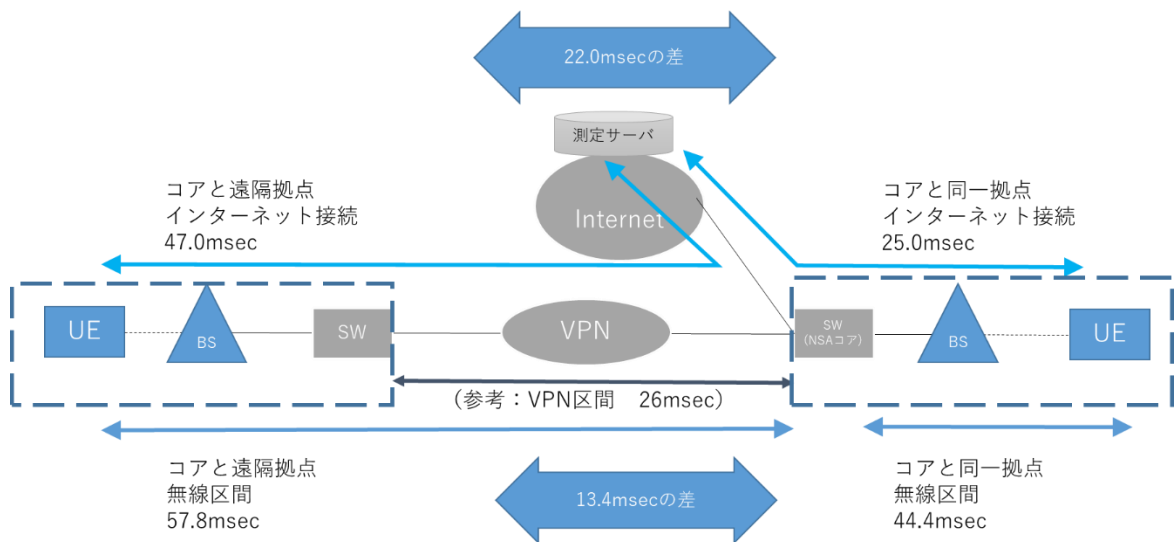 22.0msecの差
測定サーバ
Internet
コアと遠隔拠点
インターネット接続
47.0msec
コアと同一拠点
インターネット接続
25.0msec
UE
BS
SW
VPN
SW
(NSAコア)
BS
UE
(参考:VPN区間 26msec)
コアと遠隔拠点
無線区間
57.8msec
13.4msecの差
コアと同一拠点
無線区間
44.4msec